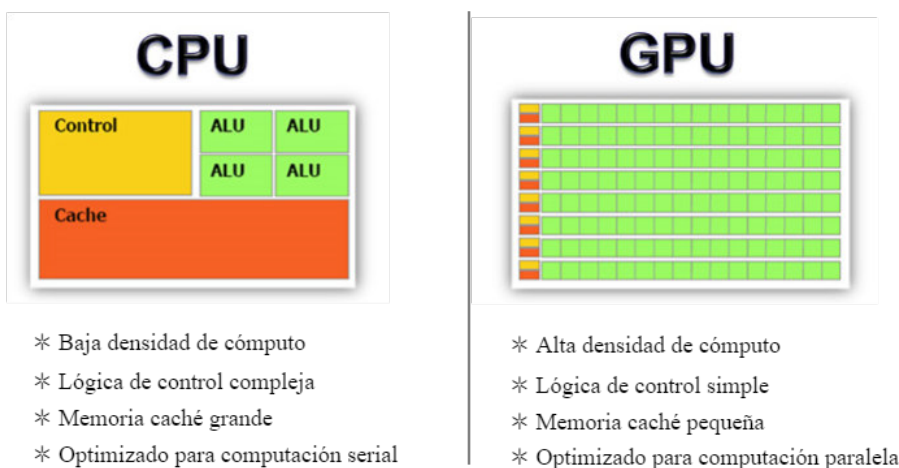 CPU
Control
ALU
ALU
ALU
ALU
Cache
✳ Baja densidad de cómputo
✳ Lógica de control compleja
✳ Memoria caché grande
✳ Optimizado para computación serial
GPU
✳ Alta densidad de cómputo
✳ Lógica de control simple
✳ Memoria caché pequeña
✳ Optimizado para computación paralela